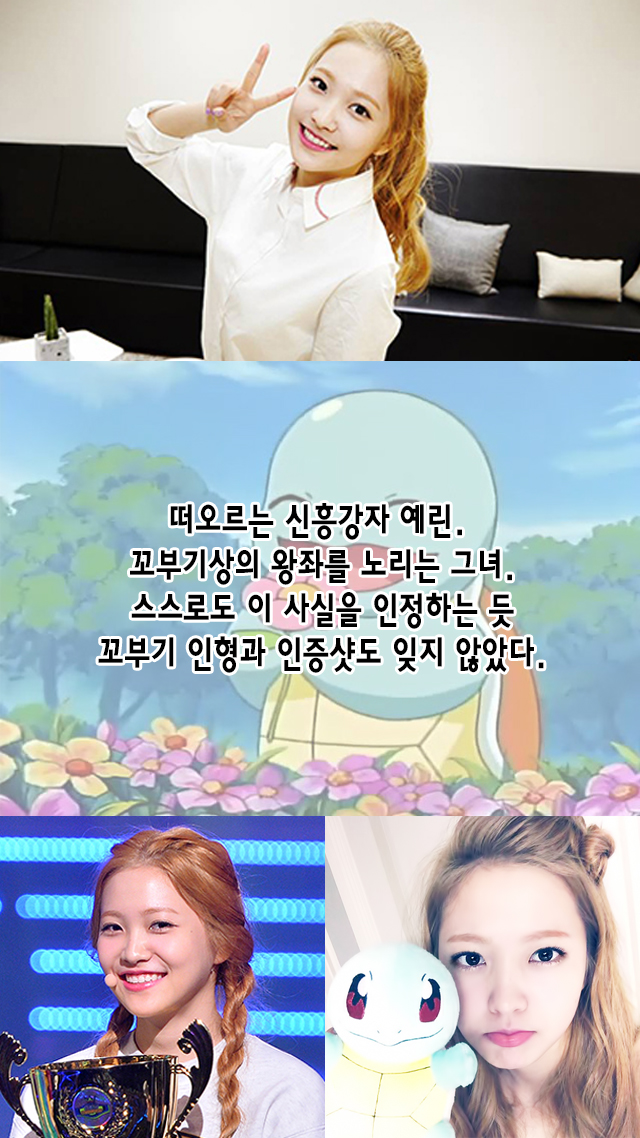 떠오르는 신흥강자 예린.
꼬부기상의 왕좌를 노리는 그녀.
스스로도 이 사실을 인정하는 듯
꼬부기 인형과 인증샷도 잊지 않았다.